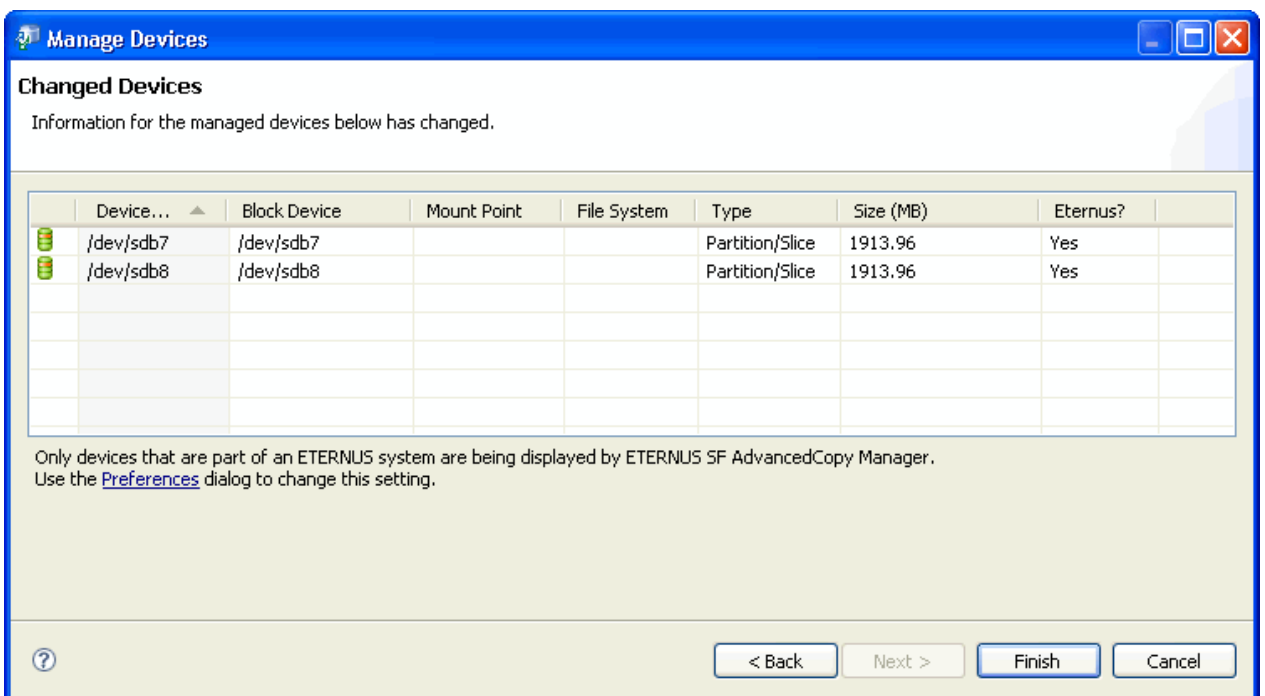 Manage Devices
Changed Devices
Information for the managed devices below has changed.
Device... Block Device Mount Point File System Type Size (MB) Eternus?
/dev/sdb7 /dev/sdb7 Partition/Slice 1913.96 Yes
/dev/sdb8 /dev/sdb8 Partition/Slice 1913.96 Yes
Only devices that are part of an ETERNUS system are being displayed by ETERNUS SF AdvancedCopy Manager.
Use the Preferences dialog to change this setting.
? < Back Next > Finish Cancel